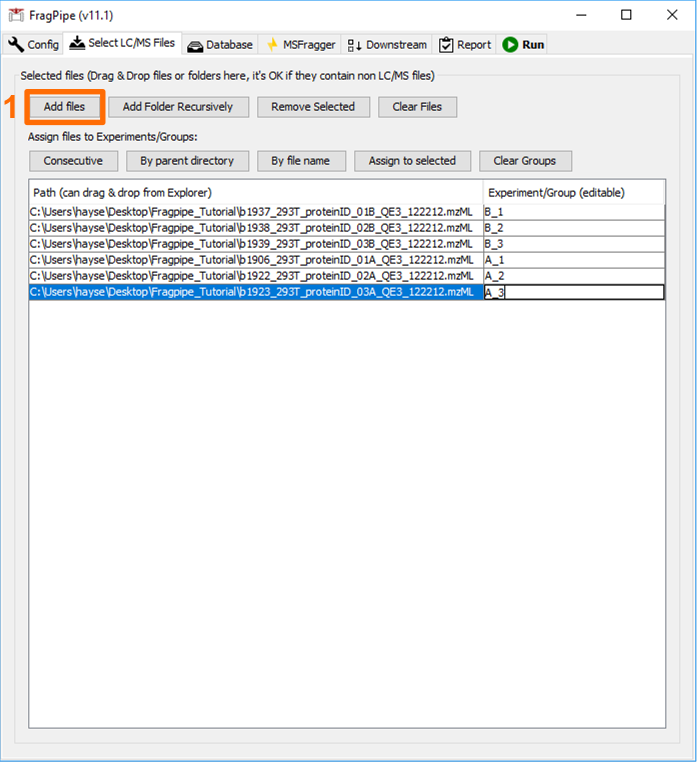 FragPipe (v11.1)
Config Select LC/MS Files Database MSFragger Downstream Report Run
Selected files (Drag & Drop files or folders here, it's OK if they contain non LC/MS files)
1 Add files Add Folder Recursively Remove Selected Clear Files
Assign files to Experiments/Groups:
Consecutive By parent directory By file name Assign to selected Clear Groups
Path (can drag & drop from Explorer) Experiment/Group (editable)
C:\Users\hayse\Desktop\Fragpipe_Tutorial\b1937_293T_proteinID_01B_QE3_122212.mzML B_1
C:\Users\hayse\Desktop\Fragpipe_Tutorial\b1938_293T_proteinID_02B_QE3_122212.mzML B_2
C:\Users\hayse\Desktop\Fragpipe_Tutorial\b1939_293T_proteinID_03B_QE3_122212.mzML B_3
C:\Users\hayse\Desktop\Fragpipe_Tutorial\b1906_293T_proteinID_01A_QE3_122212.mzML A_1
C:\Users\hayse\Desktop\Fragpipe_Tutorial\b1922_293T_proteinID_02A_QE3_122212.mzML A_2
C:\Users\hayse\Desktop\Fragpipe_Tutorial\b1923_293T_proteinID_03A_QE3_122212.mzML A_3